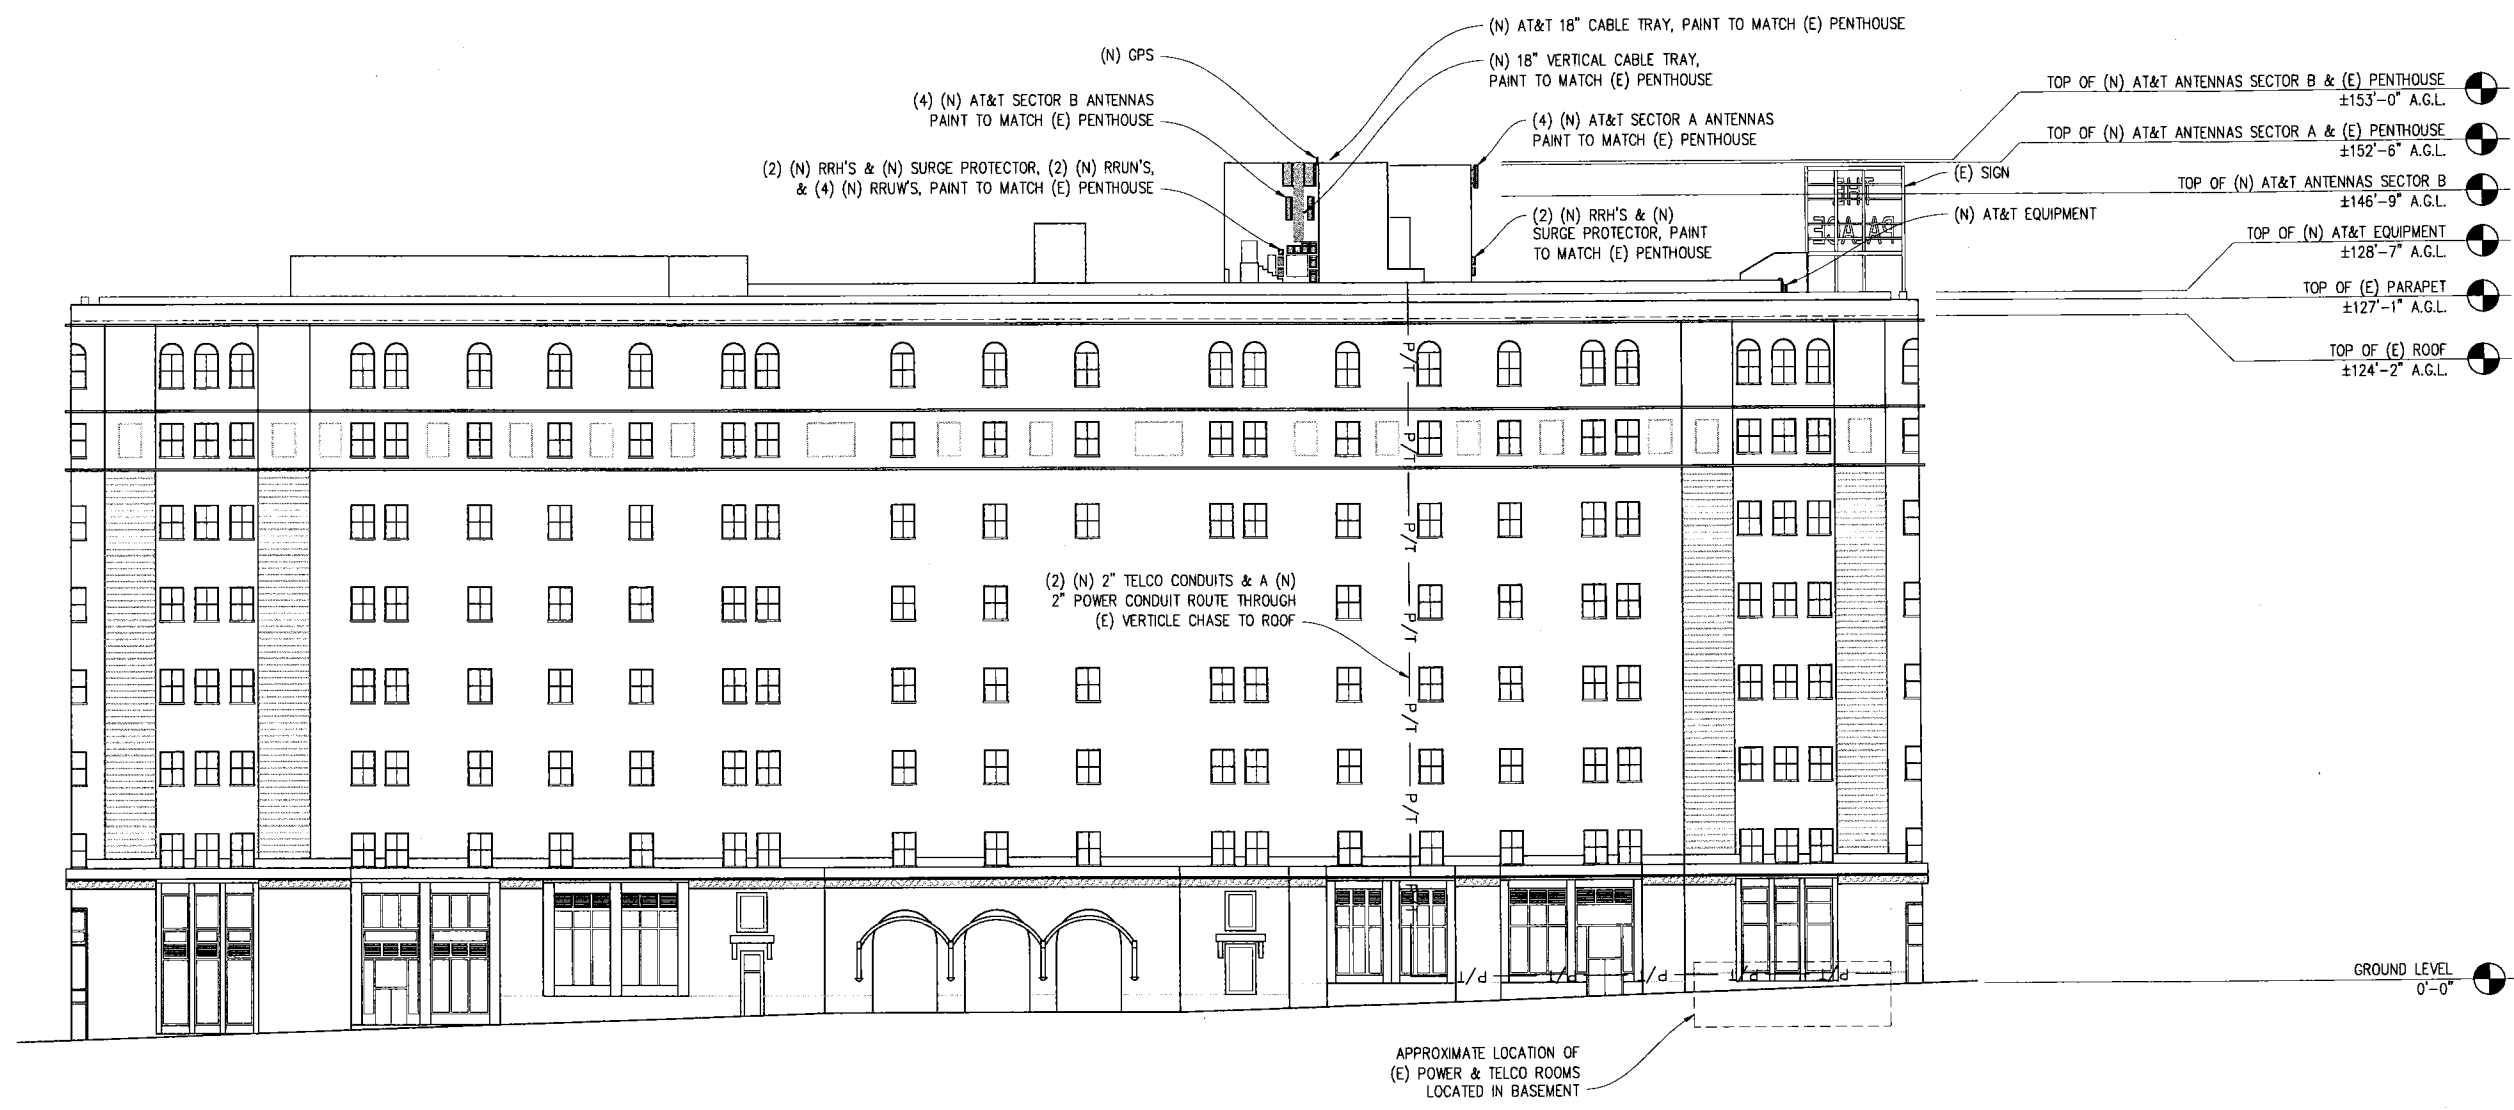 (N) AT&T 18" CABLE TRAY, PAINT TO MATCH (E) PENTHOUSE
(N) GPS
(N) 18" VERTICAL CABLE TRAY,
PAINT TO MATCH (E) PENTHOUSE
(4) (N) AT&T SECTOR B ANTENNAS
PAINT TO MATCH (E) PENTHOUSE
(4) (N) AT&T SECTOR A ANTENNAS
PAINT TO MATCH (E) PENTHOUSE
(2) (N) RRH'S & (N) SURGE PROTECTOR, (2) (N) RRUN'S,
& (4) (N) RRUW'S, PAINT TO MATCH (E) PENTHOUSE
(2) (N) RRH'S & (N)
SURGE PROTECTOR, PAINT
TO MATCH (E) PENTHOUSE
(E) SIGN
(N) AT&T EQUIPMENT
THE
PALACE
TOP OF (N) AT&T ANTENNAS SECTOR B & (E) PENTHOUSE
±153'-0" A.G.L.
TOP OF (N) AT&T ANTENNAS SECTOR A & (E) PENTHOUSE
±152'-6" A.G.L.
TOP OF (N) AT&T ANTENNAS SECTOR B
±146'-9" A.G.L.
TOP OF (N) AT&T EQUIPMENT
±128'-7" A.G.L.
TOP OF (E) PARAPET
±127'-1" A.G.L.
TOP OF (E) ROOF
±124'-2" A.G.L.
P/T
P/T
P/T
P/T
P/T
P/T
P/T
(2) (N) 2" TELCO CONDUITS & A (N)
2" POWER CONDUIT ROUTE THROUGH
(E) VERTICLE CHASE TO ROOF
P/T
P/T
P/T
P/T
P/T
GROUND LEVEL
0'-0"
APPROXIMATE LOCATION OF
(E) POWER & TELCO ROOMS
LOCATED IN BASEMENT